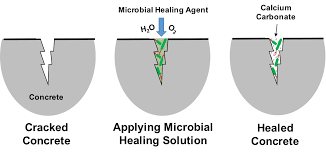 Microbial Healing Agent
H₂O
O₂
Calcium
Carbonate
Concrete
Cracked
Concrete
Applying Microbial
Healing Solution
Healed
Concrete